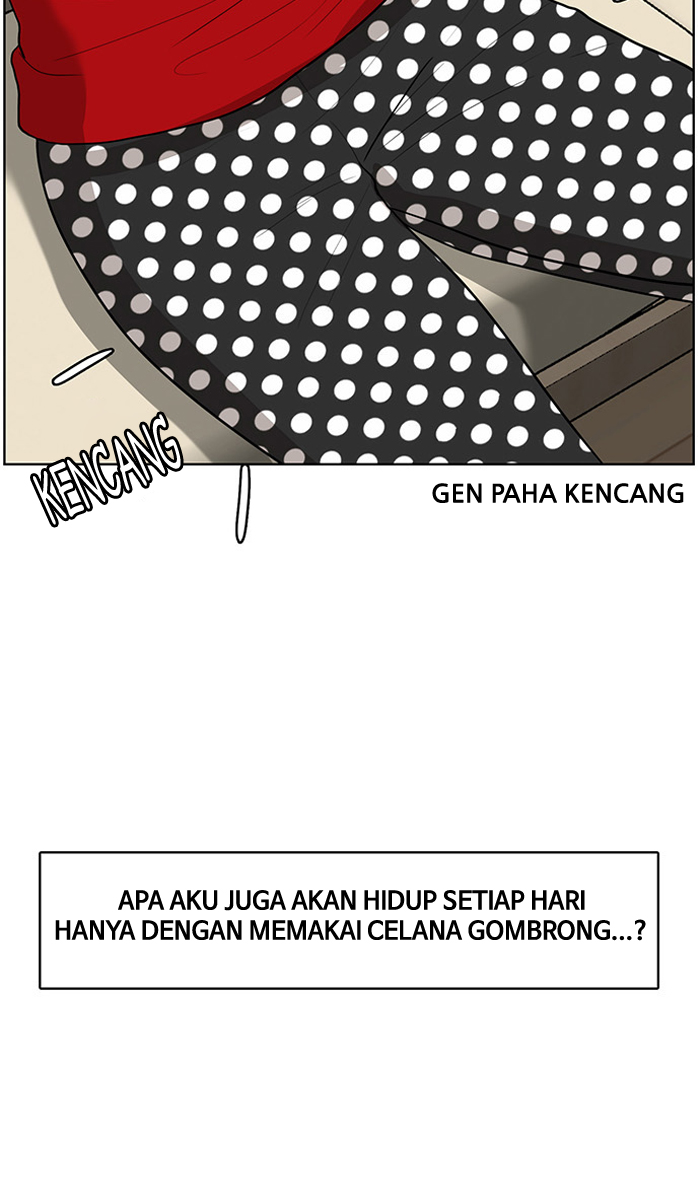 KENCANG
GEN PAHA KENCANG
APA AKU JUGA AKAN HIDUP SETIAP HARI
HANYA DENGAN MEMAKAI CELANA GOMBRONG...?